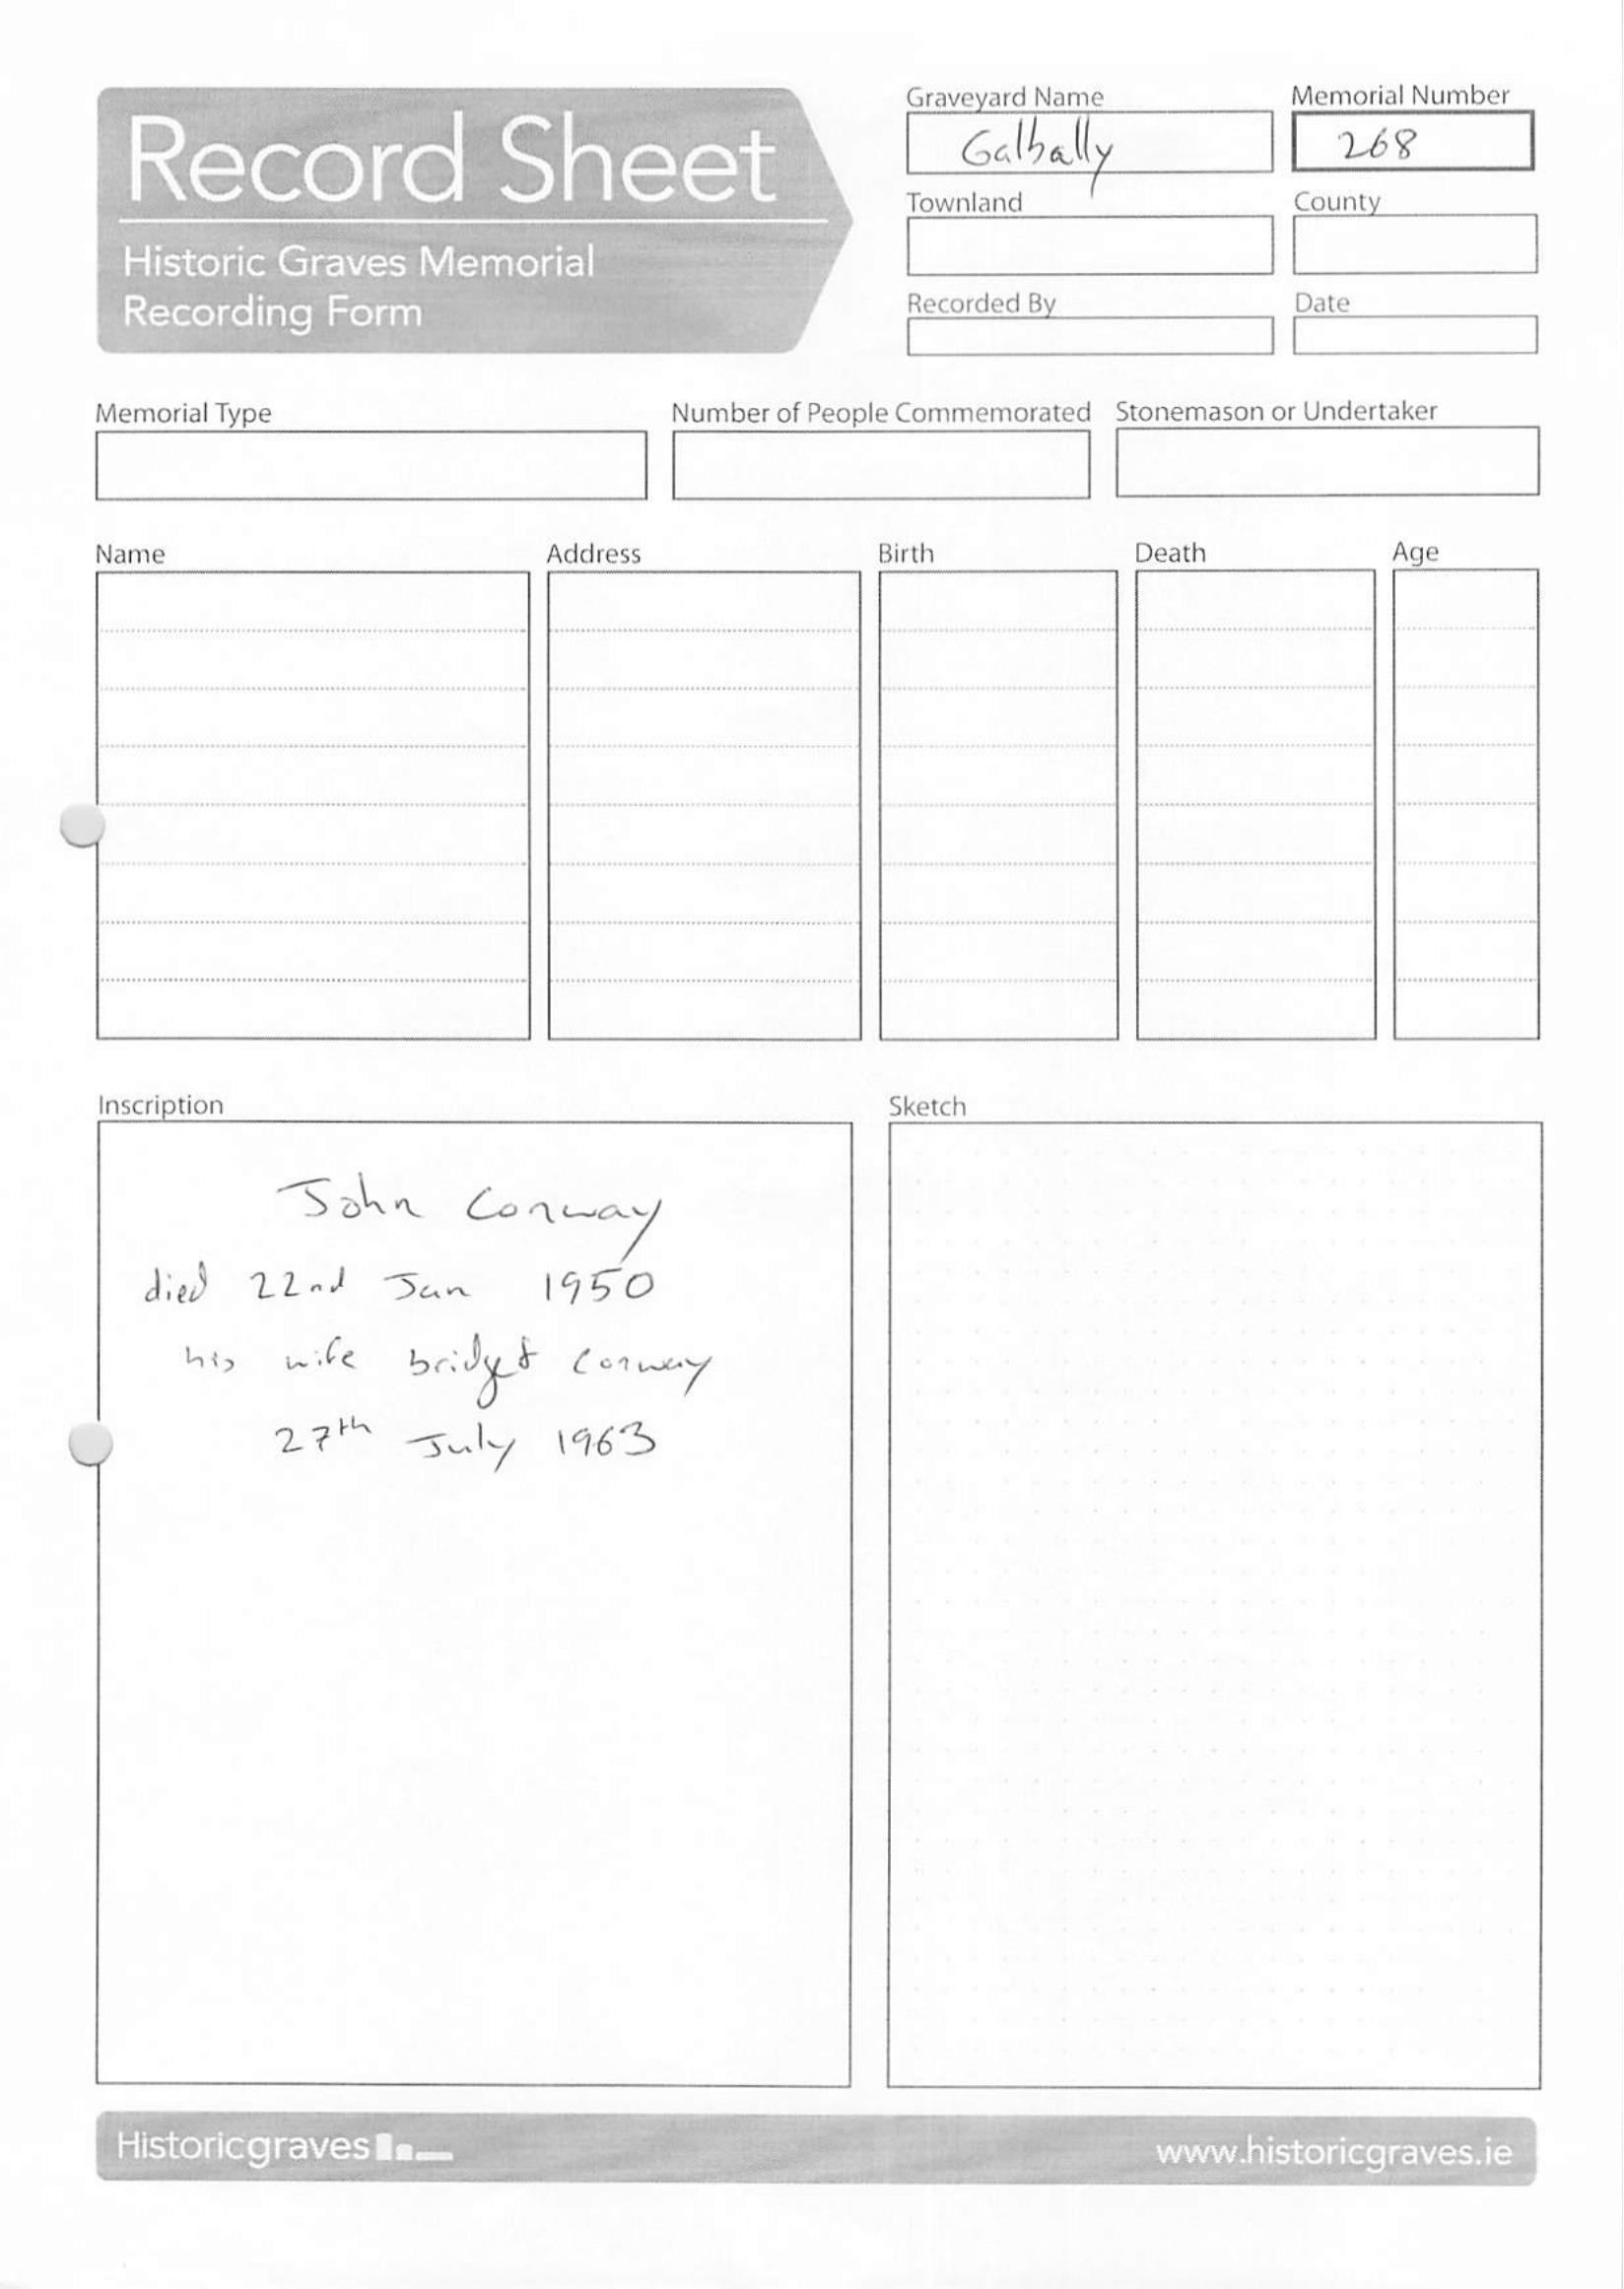 Record Sheet
Historic Graves Memorial
Recording Form
Graveyard Name
Galbally
Memorial Number
268
Townland
County
Recorded By
Date
Memorial Type
Number of People Commemorated
Stonemason or Undertaker
Name
Address
Birth
Death
Age
Inscription
John Conway
died 22nd Jan 1950
his wife bridget Conway
27th July 1963
Sketch
Historicgraves
www.historicgraves.ie